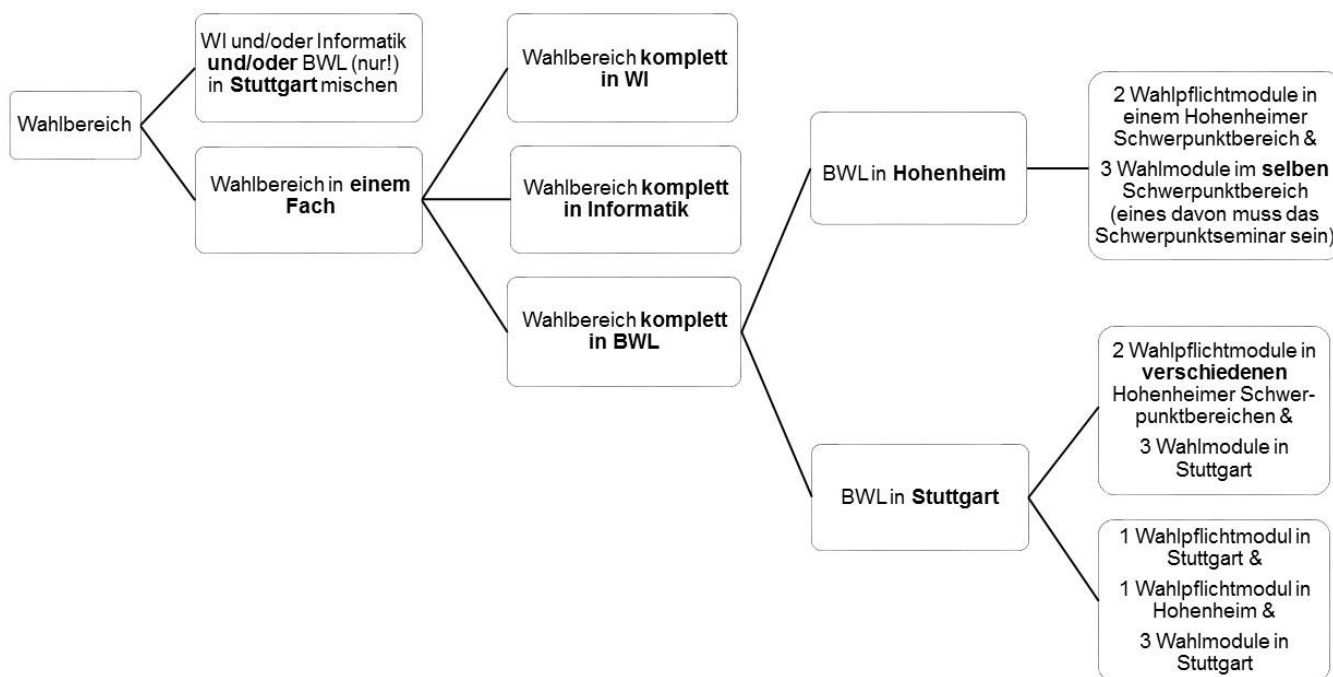 Wahlbereich
WI und/oder Informatik
und/oder BWL (nur!)
in Stuttgart mischen
Wahlbereich in einem
Fach
Wahlbereich komplett
in WI
Wahlbereich komplett
in Informatik
Wahlbereich komplett
in BWL
BWL in Hohenheim
2 Wahlpflichtmodule in
einem Hohenheimer
Schwerpunktbereich &
3 Wahlmodule im selben
Schwerpunktbereich
(eines davon muss das
Schwerpunktseminar sein)
BWL in Stuttgart
2 Wahlpflichtmodule in
verschiedenen
Hohenheimer Schwer-
punktbereichen &
3 Wahlmodule in
Stuttgart
1 Wahlpflichtmodul in
Stuttgart &
1 Wahlpflichtmodul in
Hohenheim &
3 Wahlmodule in
Stuttgart